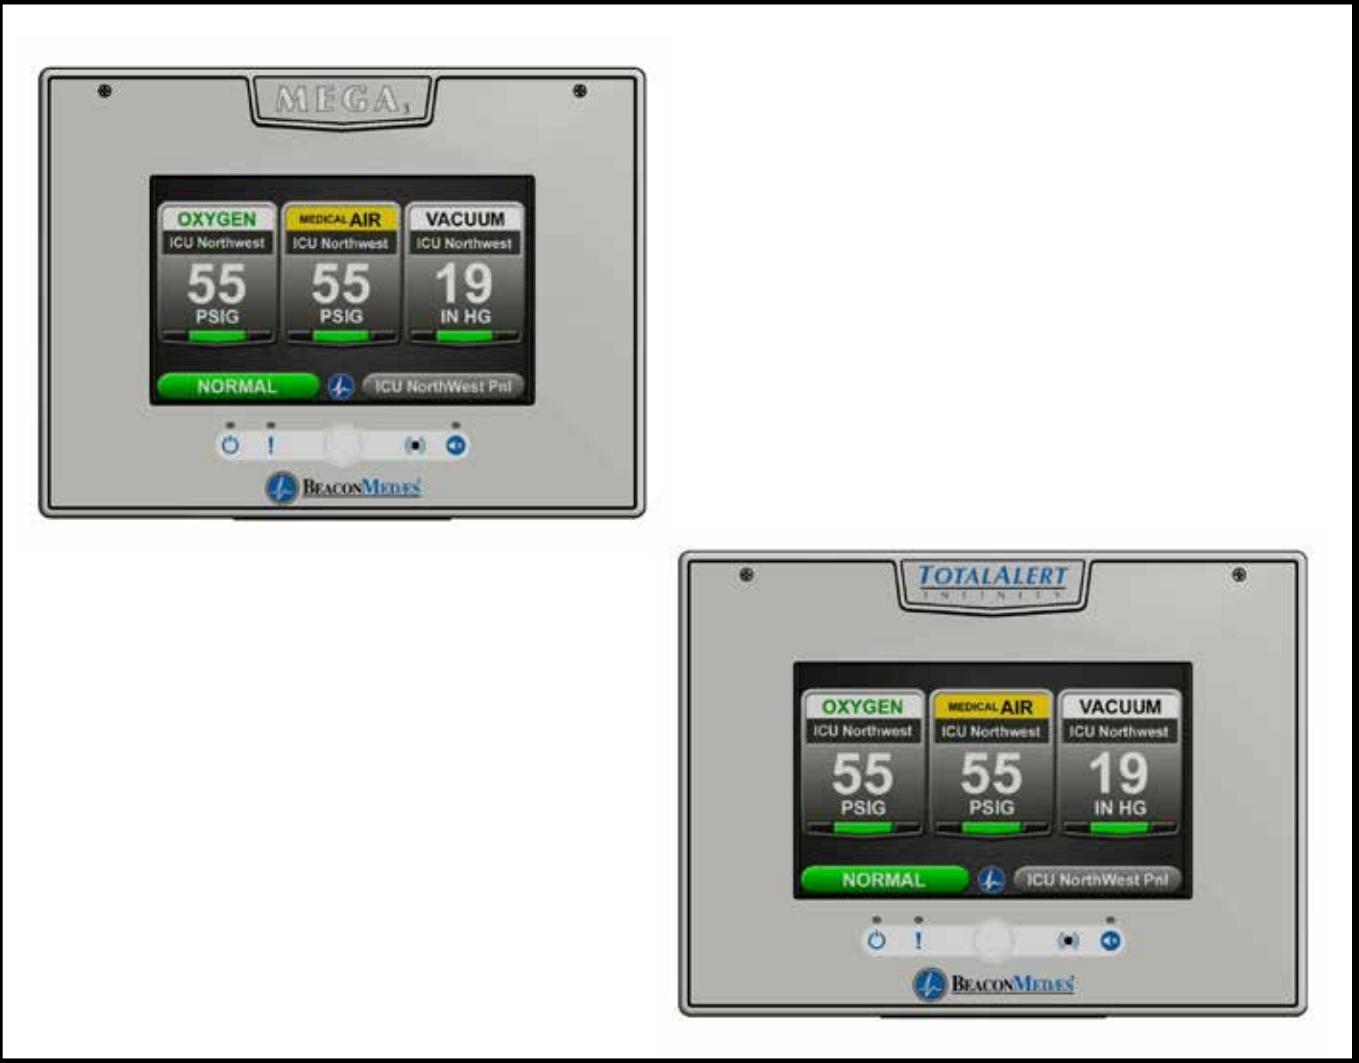 MEGA3
OXYGEN MEDICAL AIR VACUUM
ICU Northwest ICU Northwest ICU Northwest
55 55 19
PSIG PSIG IN HG
NORMAL ICU NorthWest Pnl
BEACONMEDÆS
TOTALALERT
INFINITY
OXYGEN MEDICAL AIR VACUUM
ICU Northwest ICU Northwest ICU Northwest
55 55 19
PSIG PSIG IN HG
NORMAL ICU NorthWest Pnl
BEACONMEDÆS